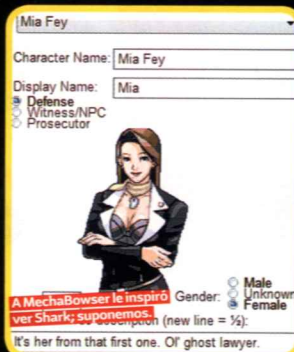 Mia Fey
Character Name: Mia Fey
Display Name: Mia
Defense
Witness/NPC
Prosecutor
A MechaBowser le inspiró
ver Shark; suponemos.
Gender: Male
Unknown
Female
(new line = ½):
It's her from that first one. Ol' ghost lawyer.